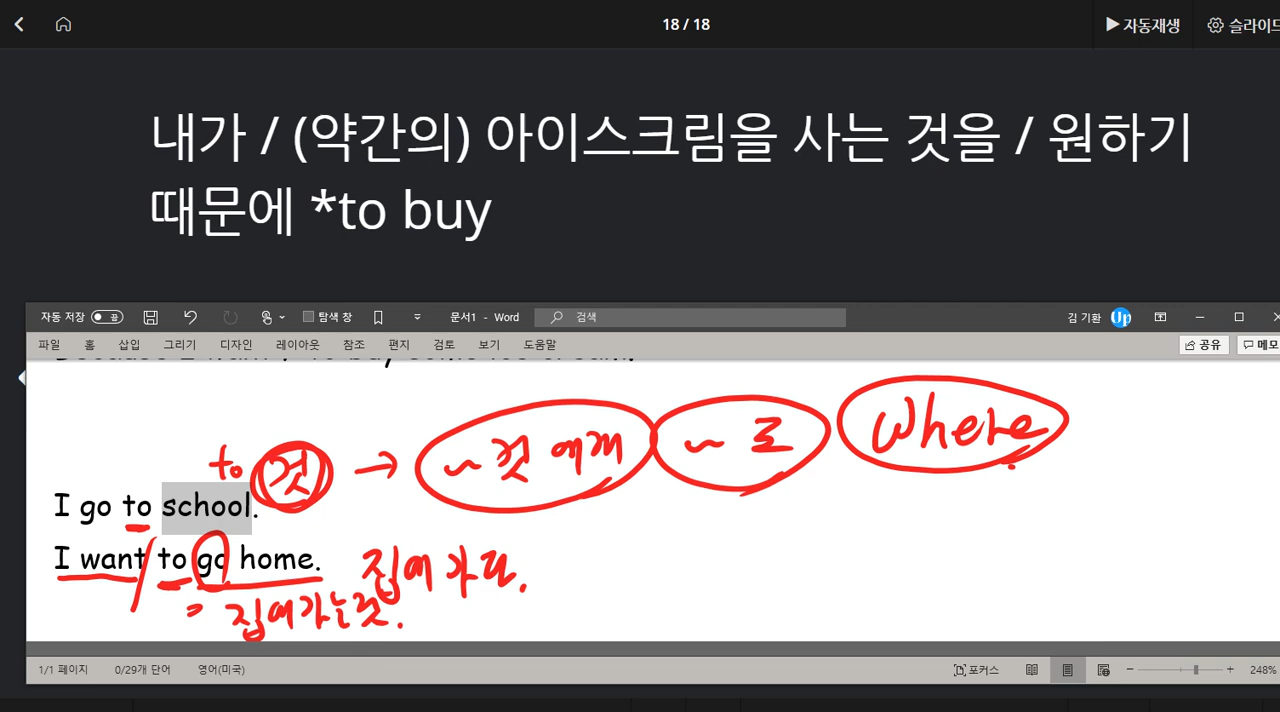 18 / 18
자동재생
슬라이드
내가 / (약간의) 아이스크림을 사는 것을 / 원하기
때문에 *to buy
자동 저장 끔 탐색 창 문서1 - Word 검색 김 기환 Up
파일 홈 삽입 그리기 디자인 레이아웃 참조 편지 검토 보기 도움말 공유 메모
to 것 → ~것 에게 ~로 Where
I go to school.
I want / to go home. 집에 가다.
= 집에가는것.
1/1 페이지 0/29개 단어 영어(미국) 포커스 248%